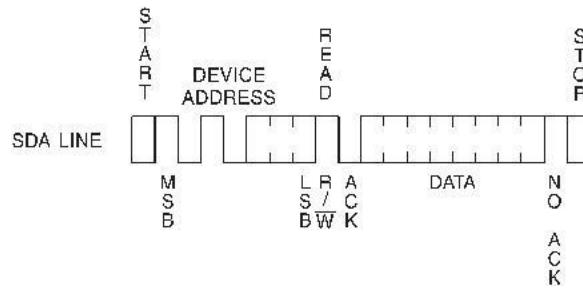 START
READ
STOP
DEVICE
ADDRESS
SDA LINE
MSB
LSB
R/W
ACK
DATA
NO ACK